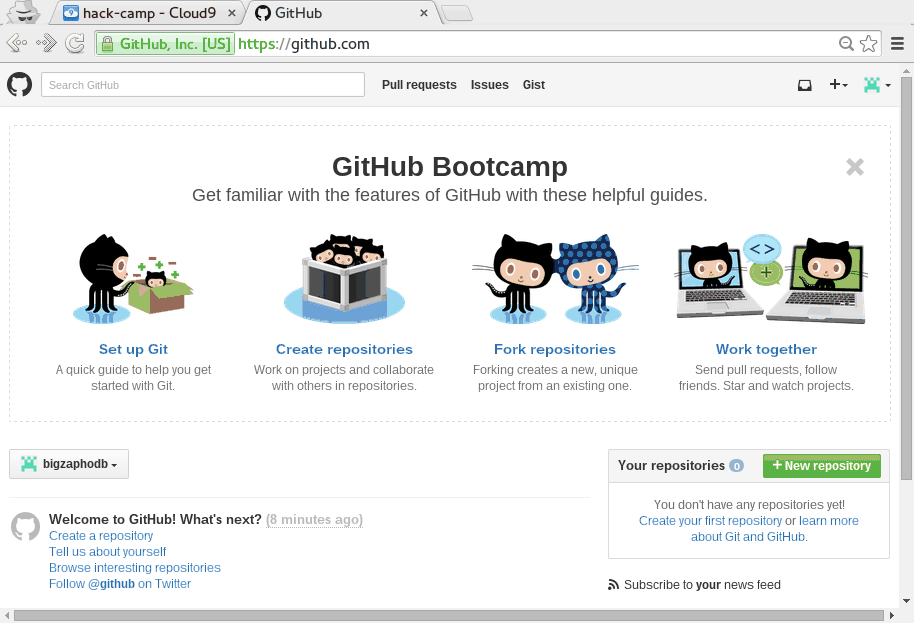 hack-camp - Cloud9
GitHub
GitHub, Inc. [US] https://github.com
Search GitHub
Pull requests Issues Gist
GitHub Bootcamp
Get familiar with the features of GitHub with these helpful guides.
<>
Set up Git
A quick guide to help you get
started with Git.
Create repositories
Work on projects and collaborate
with others in repositories.
Fork repositories
Forking creates a new, unique
project from an existing one.
Work together
Send pull requests, follow
friends. Star and watch projects.
bigzaphodb
Welcome to GitHub! What's next? (8 minutes ago)
Create a repository
Tell us about yourself
Browse interesting repositories
Follow @github on Twitter
Your repositories 0
+ New repository
You don't have any repositories yet!
Create your first repository or learn more
about Git and GitHub.
Subscribe to your news feed